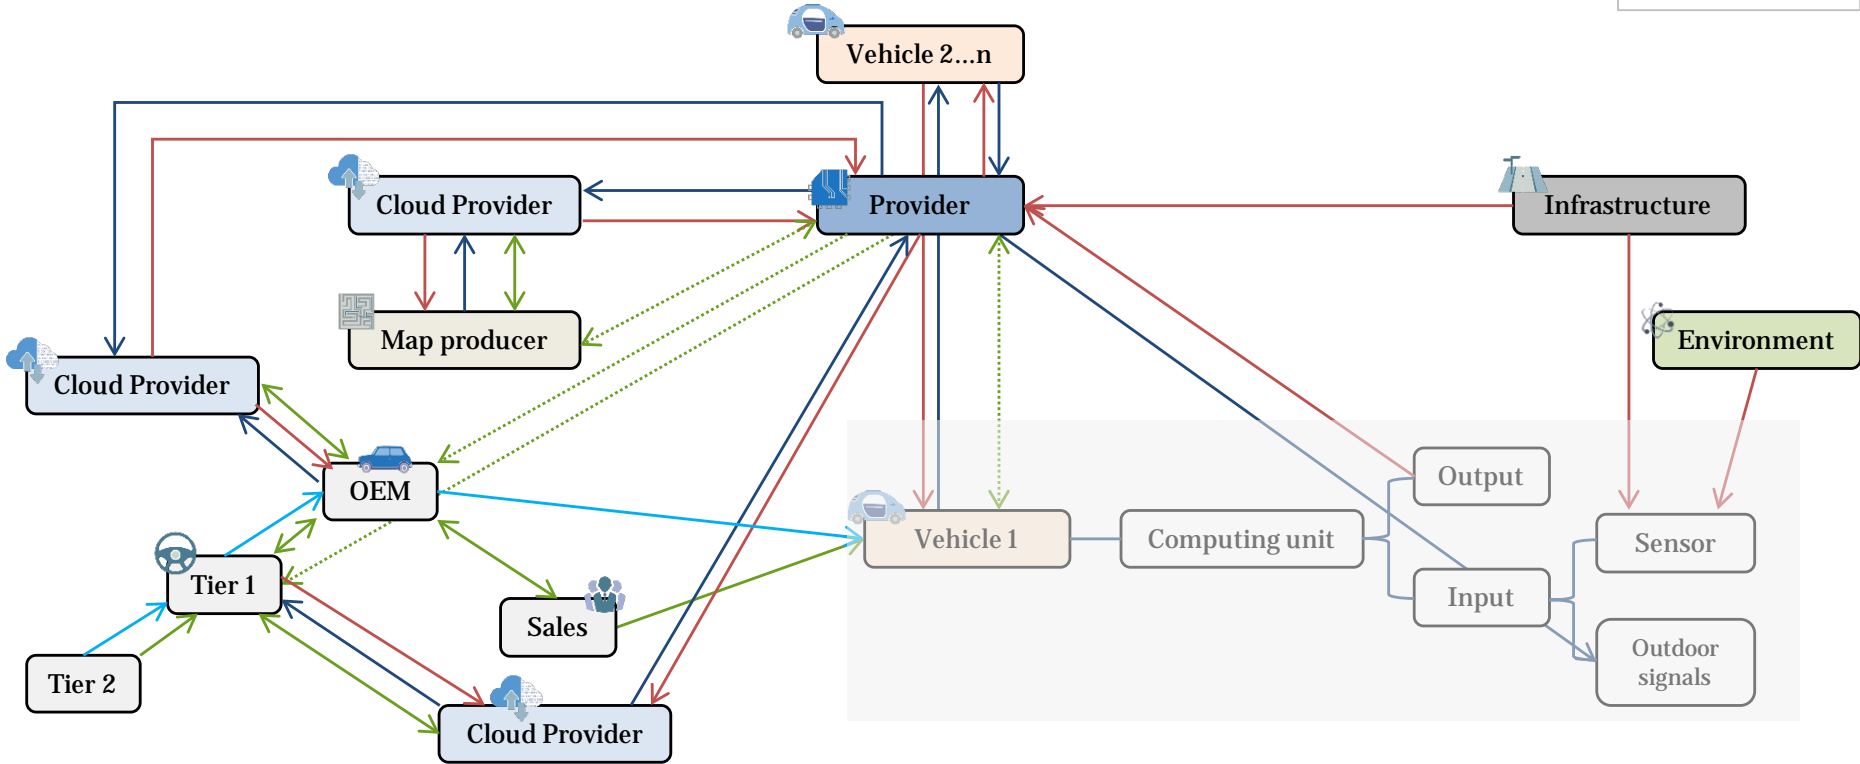 Vehicle 2...n
Cloud Provider
Provider
Infrastructure
Map producer
Environment
Cloud Provider
OEM
Output
Vehicle 1
Computing unit
Sensor
Tier 1
Input
Sales
Outdoor
signals
Tier 2
Cloud Provider